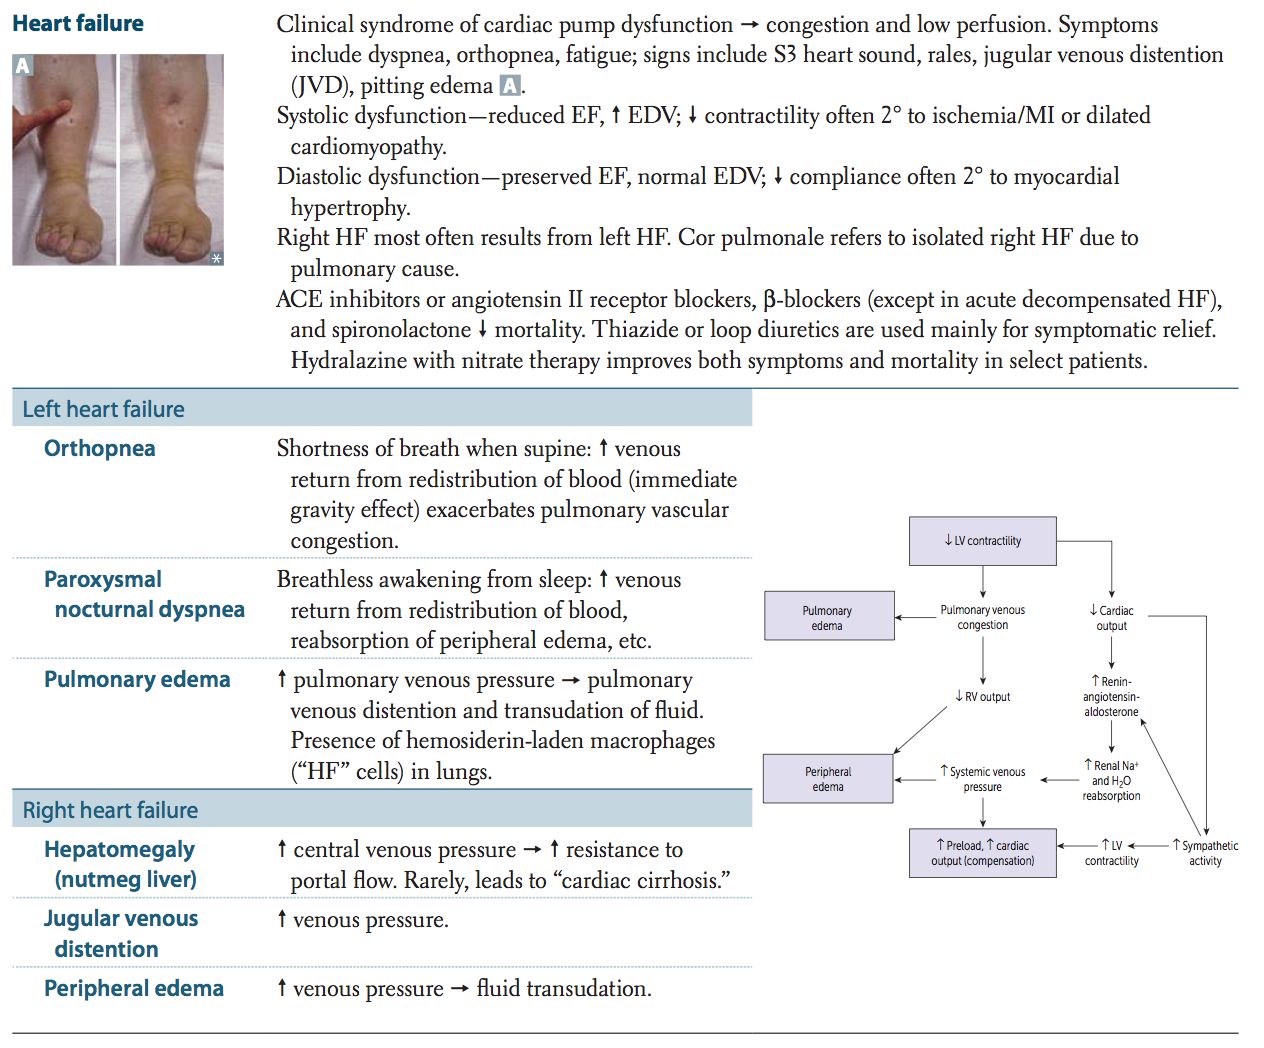 Heart failure
A
*
Clinical syndrome of cardiac pump dysfunction → congestion and low perfusion. Symptoms
include dyspnea, orthopnea, fatigue; signs include S3 heart sound, rales, jugular venous distention
(JVD), pitting edema A.
Systolic dysfunction—reduced EF, ↑ EDV; ↓ contractility often 2° to ischemia/MI or dilated
cardiomyopathy.
Diastolic dysfunction—preserved EF, normal EDV; ↓ compliance often 2° to myocardial
hypertrophy.
Right HF most often results from left HF. Cor pulmonale refers to isolated right HF due to
pulmonary cause.
ACE inhibitors or angiotensin II receptor blockers, β-blockers (except in acute decompensated HF),
and spironolactone ↓ mortality. Thiazide or loop diuretics are used mainly for symptomatic relief.
Hydralazine with nitrate therapy improves both symptoms and mortality in select patients.
Left heart failure
Orthopnea
Shortness of breath when supine: ↑ venous
return from redistribution of blood (immediate
gravity effect) exacerbates pulmonary vascular
congestion.
Paroxysmal
nocturnal dyspnea
Breathless awakening from sleep: ↑ venous
return from redistribution of blood,
reabsorption of peripheral edema, etc.
Pulmonary edema
↑ pulmonary venous pressure → pulmonary
venous distention and transudation of fluid.
Presence of hemosiderin-laden macrophages
(“HF” cells) in lungs.
Right heart failure
Hepatomegaly
(nutmeg liver)
↑ central venous pressure → ↑ resistance to
portal flow. Rarely, leads to “cardiac cirrhosis.”
Jugular venous
distention
↑ venous pressure.
Peripheral edema
↑ venous pressure → fluid transudation.
↓ LV contractility
Pulmonary
edema
Pulmonary venous
congestion
↓ Cardiac
output
↓ RV output
↑ Renin-
angiotensin-
aldosterone
Peripheral
edema
↑ Systemic venous
pressure
↑ Renal Na⁺
and H₂O
reabsorption
↑ Preload, ↑ cardiac
output (compensation)
↑ LV
contractility
↑ Sympathetic
activity